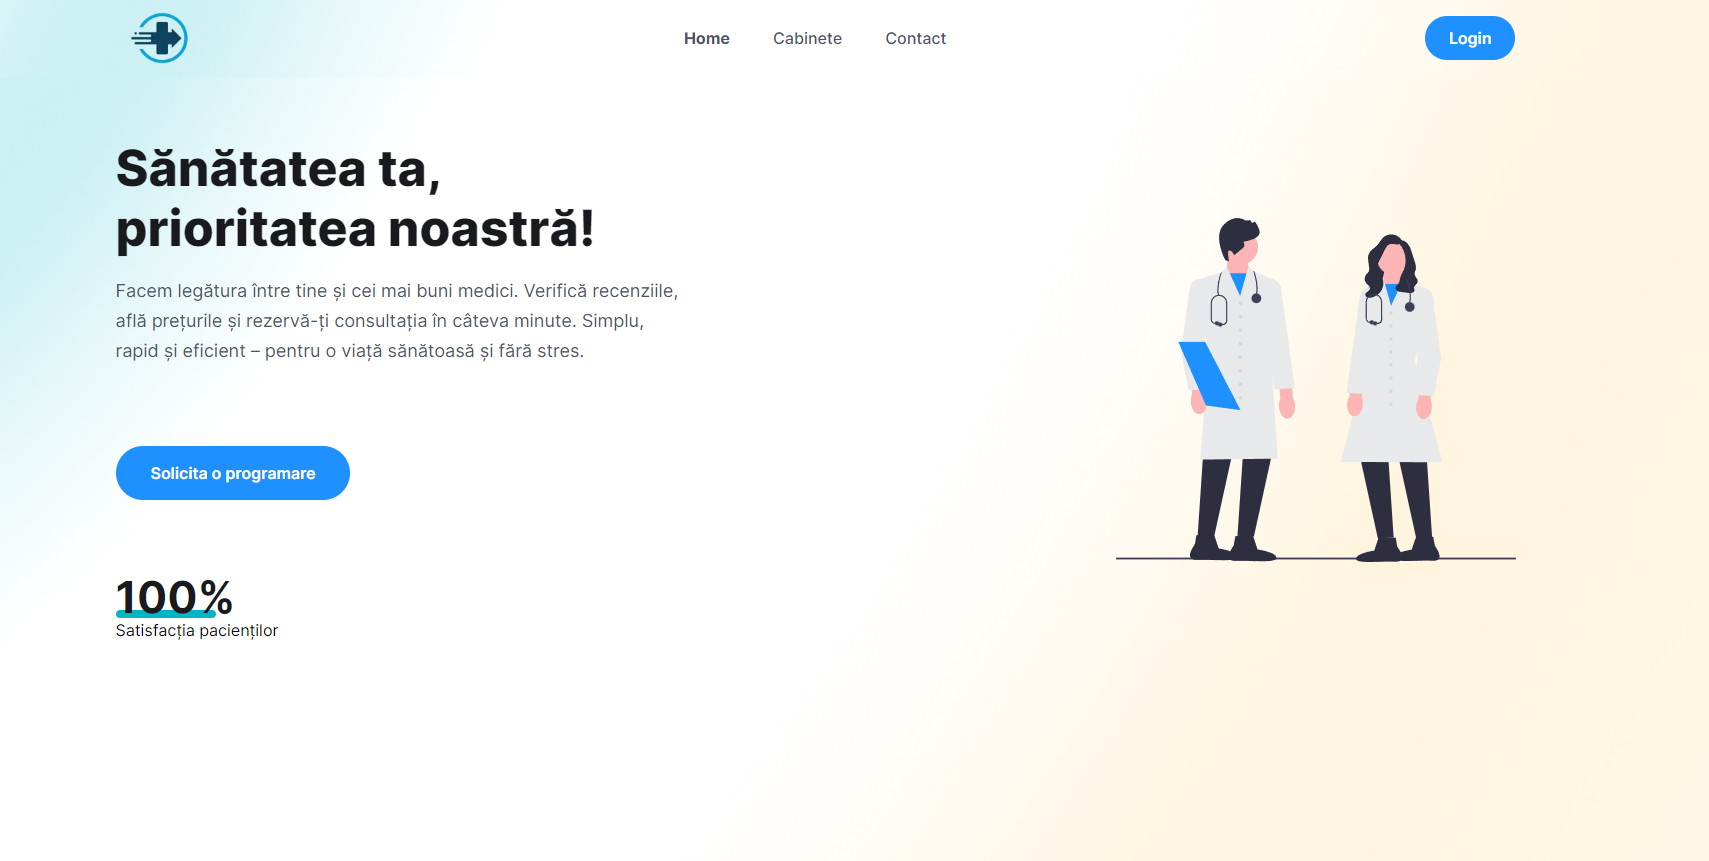 Home
Cabinete
Contact
Login
Sănătatea ta,
prioritatea noastră!
Facem legătura între tine și cei mai buni medici. Verifică recenziile,
află prețurile și rezervă-ți consultația în câteva minute. Simplu,
rapid și eficient – pentru o viață sănătoasă și fără stres.
Solicita o programare
100%
Satisfacția pacienților